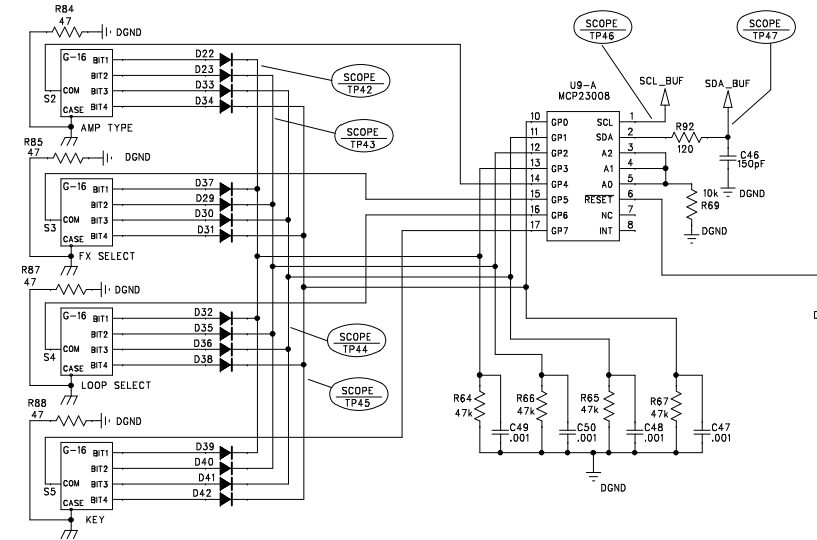 R84
47
DGND
G-16 BIT1
BIT2
COM BIT3
CASE BIT4
S2
AMP TYPE
D22
D23
D33
D34
SCOPE
TP42
SCOPE
TP43
R85
47
DGND
G-16 BIT1
BIT2
COM BIT3
CASE BIT4
S3
FX SELECT
D37
D29
D30
D31
R87
47
DGND
G-16 BIT1
BIT2
COM BIT3
CASE BIT4
S4
LOOP SELECT
D32
D35
D36
D38
SCOPE
TP44
SCOPE
TP45
R88
47
DGND
G-16 BIT1
BIT2
COM BIT3
CASE BIT4
S5
KEY
D39
D40
D41
D42
SCOPE
TP46
SCOPE
TP47
U9-A
MCP23008
SCL_BUF
SDA_BUF
10 GP0 SCL 1
11 GP1 SDA 2
12 GP2 A2 3
13 GP3 A1 4
14 GP4 A0 5
15 GP5 RESET 6
16 GP6 NC 7
17 GP7 INT 8
R92
120
C46
150pF
DGND
10k
R69
DGND
R64
47k
C49
.001
R66
47k
C50
.001
R65
47k
C48
.001
R67
47k
C47
.001
DGND